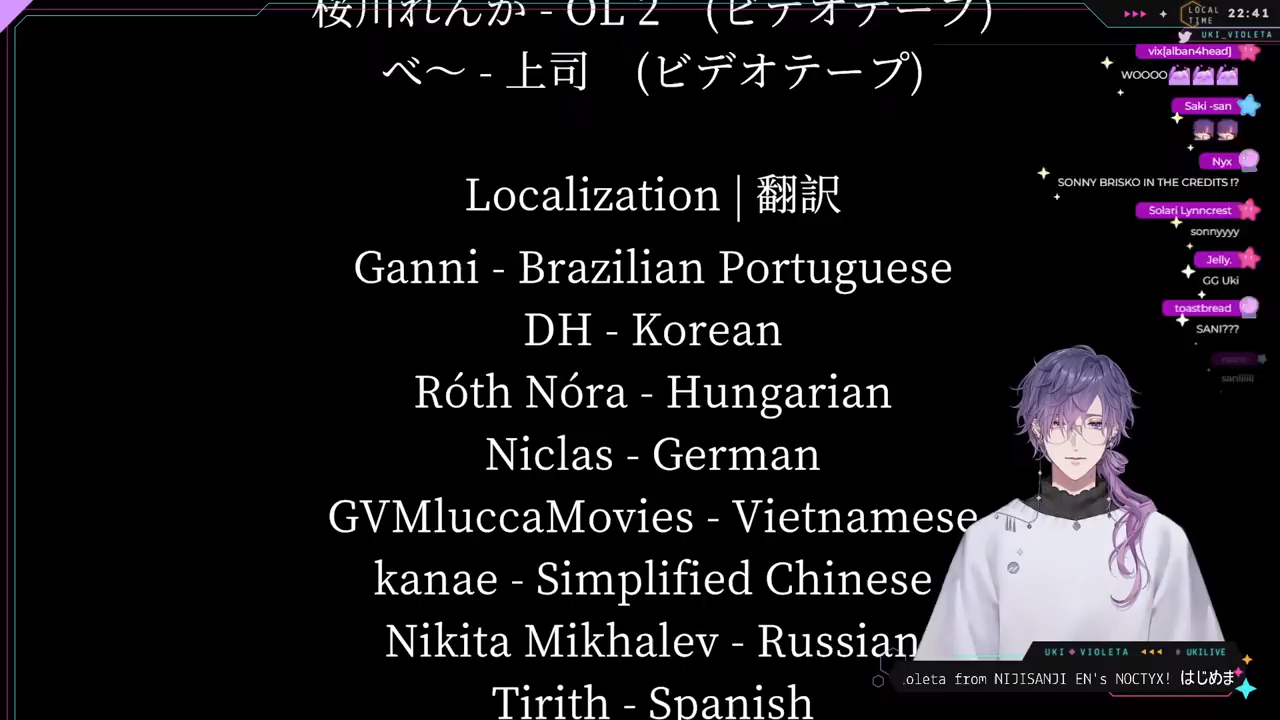 桜川れんか - OL 2 (ビデオテープ)
べ〜 - 上司 (ビデオテープ)
Localization | 翻訳
Ganni - Brazilian Portuguese
DH - Korean
Róth Nóra - Hungarian
Niclas - German
GVMluccaMovies - Vietnamese
kanae - Simplified Chinese
Nikita Mikhalev - Russian
Tirith - Spanish
LOCAL TIME 22:41
UKI_VIOLETA
vix[alban4head]
WOOOO
Saki -san
Nyx
SONNY BRISKO IN THE CREDITS !?
Solari Lynncrest
sonnyyyy
Jelly.
GG Uki
toastbread
SANI???
UKI VIOLETA UKILIVE
ioleta from NIJISANJI EN's NOCTYX! はじめま